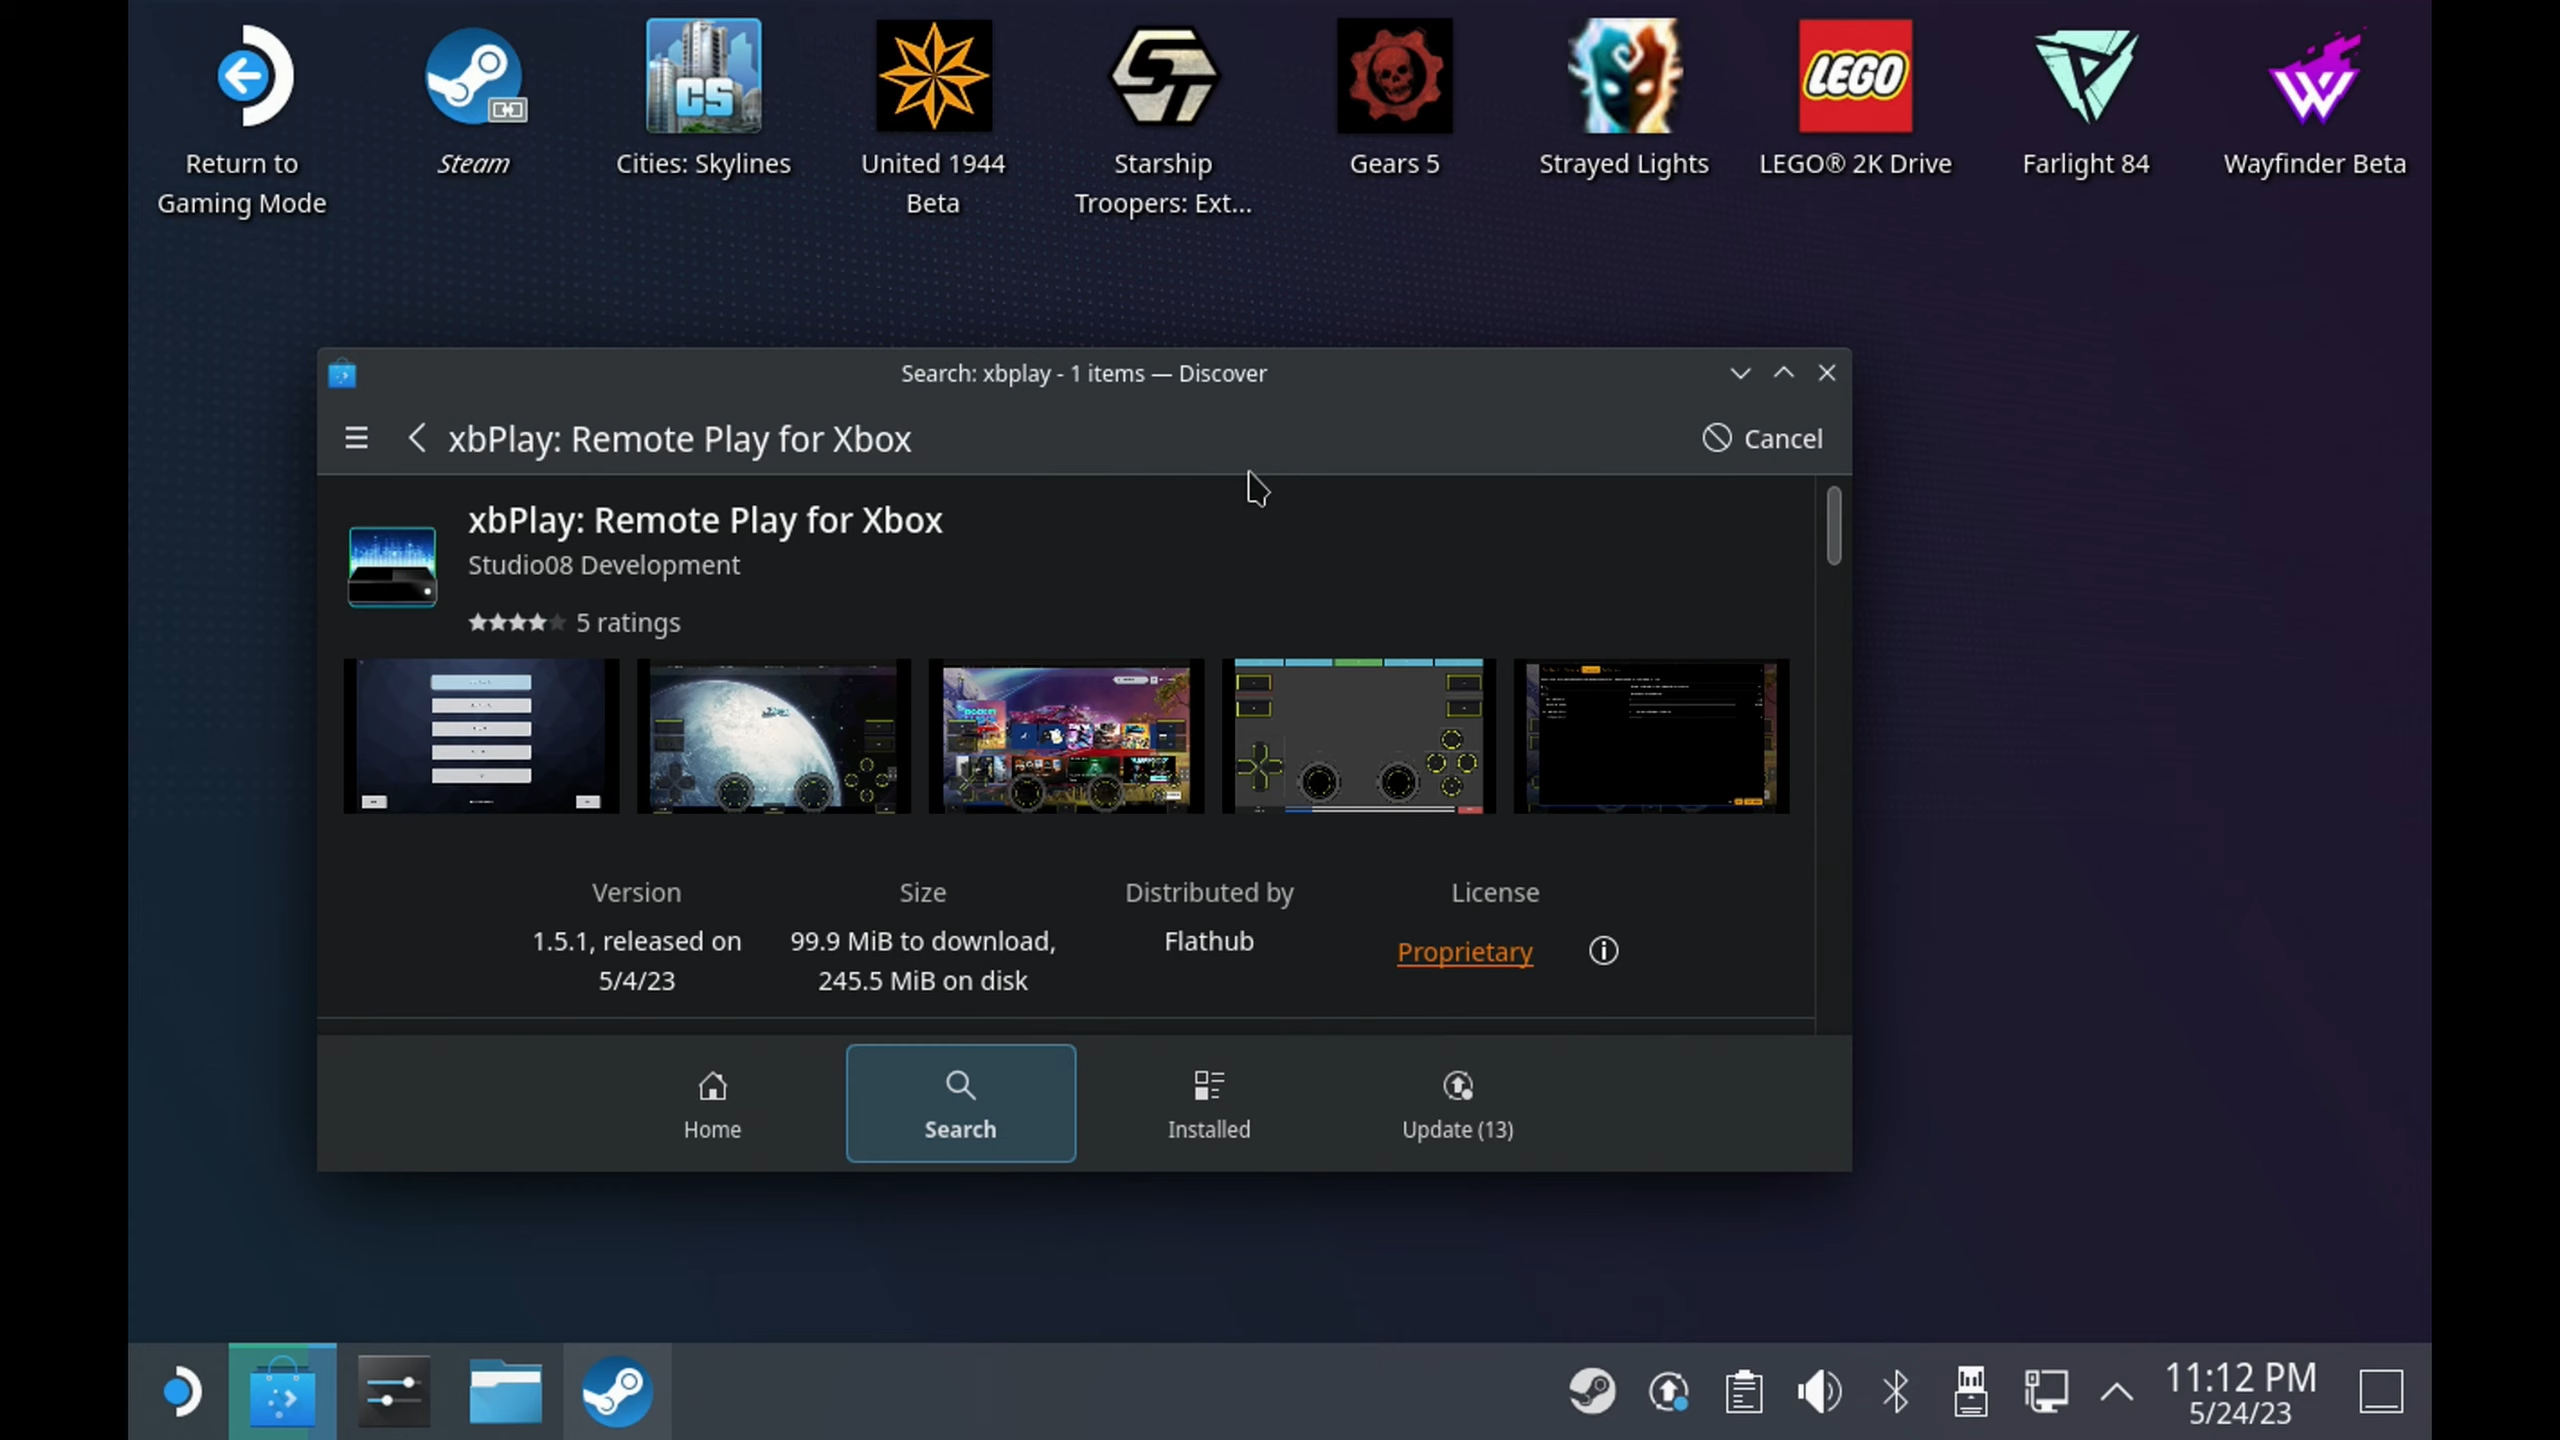 Return to
Gaming Mode
Steam
CS
Cities: Skylines
United 1944
Beta
ST
Starship
Troopers: Ext...
Gears 5
Strayed Lights
LEGO
LEGO® 2K Drive
Farlight 84
W
Wayfinder Beta
Search: xbplay - 1 items — Discover
xbPlay: Remote Play for Xbox
Cancel
xbPlay: Remote Play for Xbox
Studio08 Development
5 ratings
Version
1.5.1, released on
5/4/23
Size
99.9 MiB to download,
245.5 MiB on disk
Distributed by
Flathub
License
Proprietary
Home
Search
Installed
Update (13)
11:12 PM
5/24/23